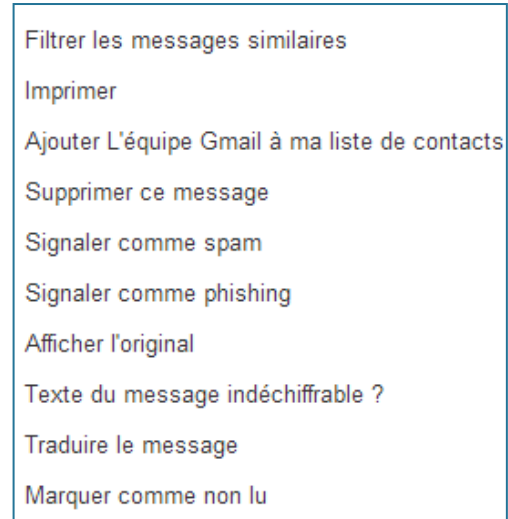 Filtrer les messages similaires
Imprimer
Ajouter L'équipe Gmail à ma liste de contacts
Supprimer ce message
Signaler comme spam
Signaler comme phishing
Afficher l'original
Texte du message indéchiffrable ?
Traduire le message
Marquer comme non lu